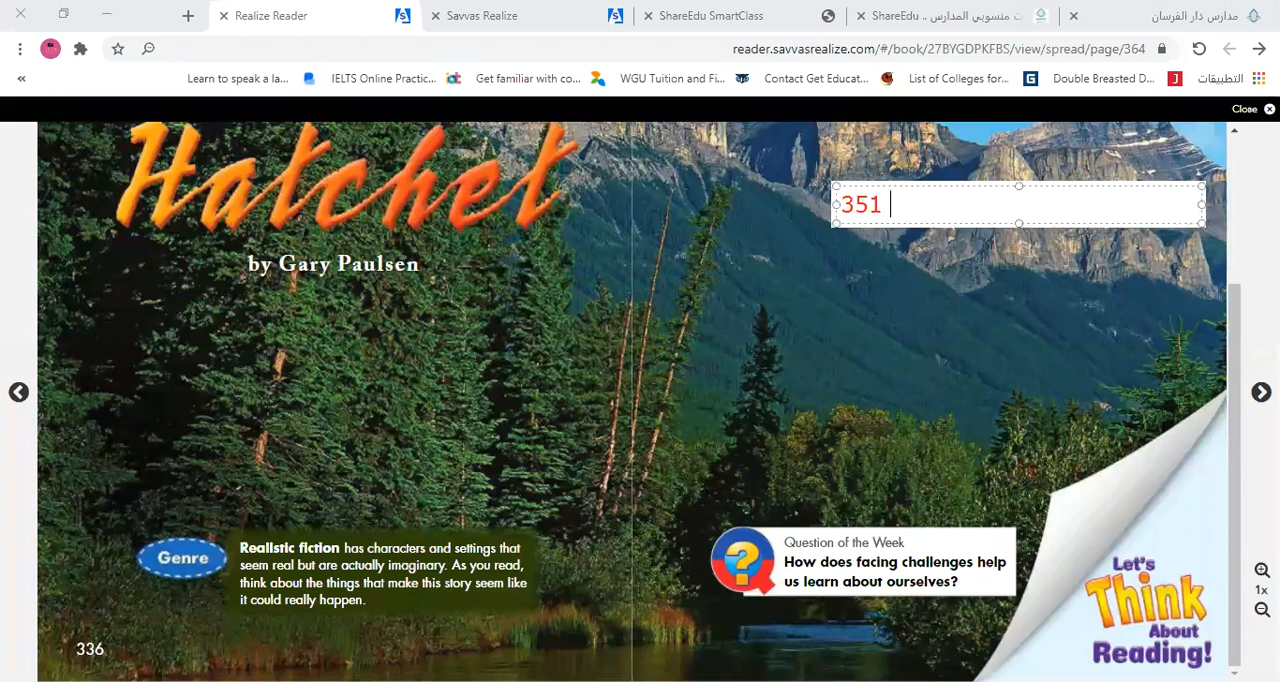 Realize Reader
Savvas Realize
ShareEdu SmartClass
ShareEdu .. ت منسوبي المدارس
مدارس دار الفرسان
reader.savvasrealize.com/#/book/27BYGDPKFBS/view/spread/page/364
Learn to speak a la...
IELTS Online Practic...
Get familiar with co...
WGU Tuition and Fi...
Contact Get Educat...
List of Colleges for...
Double Breasted D...
التطبيقات
Close
Hatchet
351
by Gary Paulsen
Genre
Realistic fiction has characters and settings that
seem real but are actually imaginary. As you read,
think about the things that make this story seem like
it could really happen.
Question of the Week
How does facing challenges help
us learn about ourselves?
Let's
Think
About
Reading!
1x
336